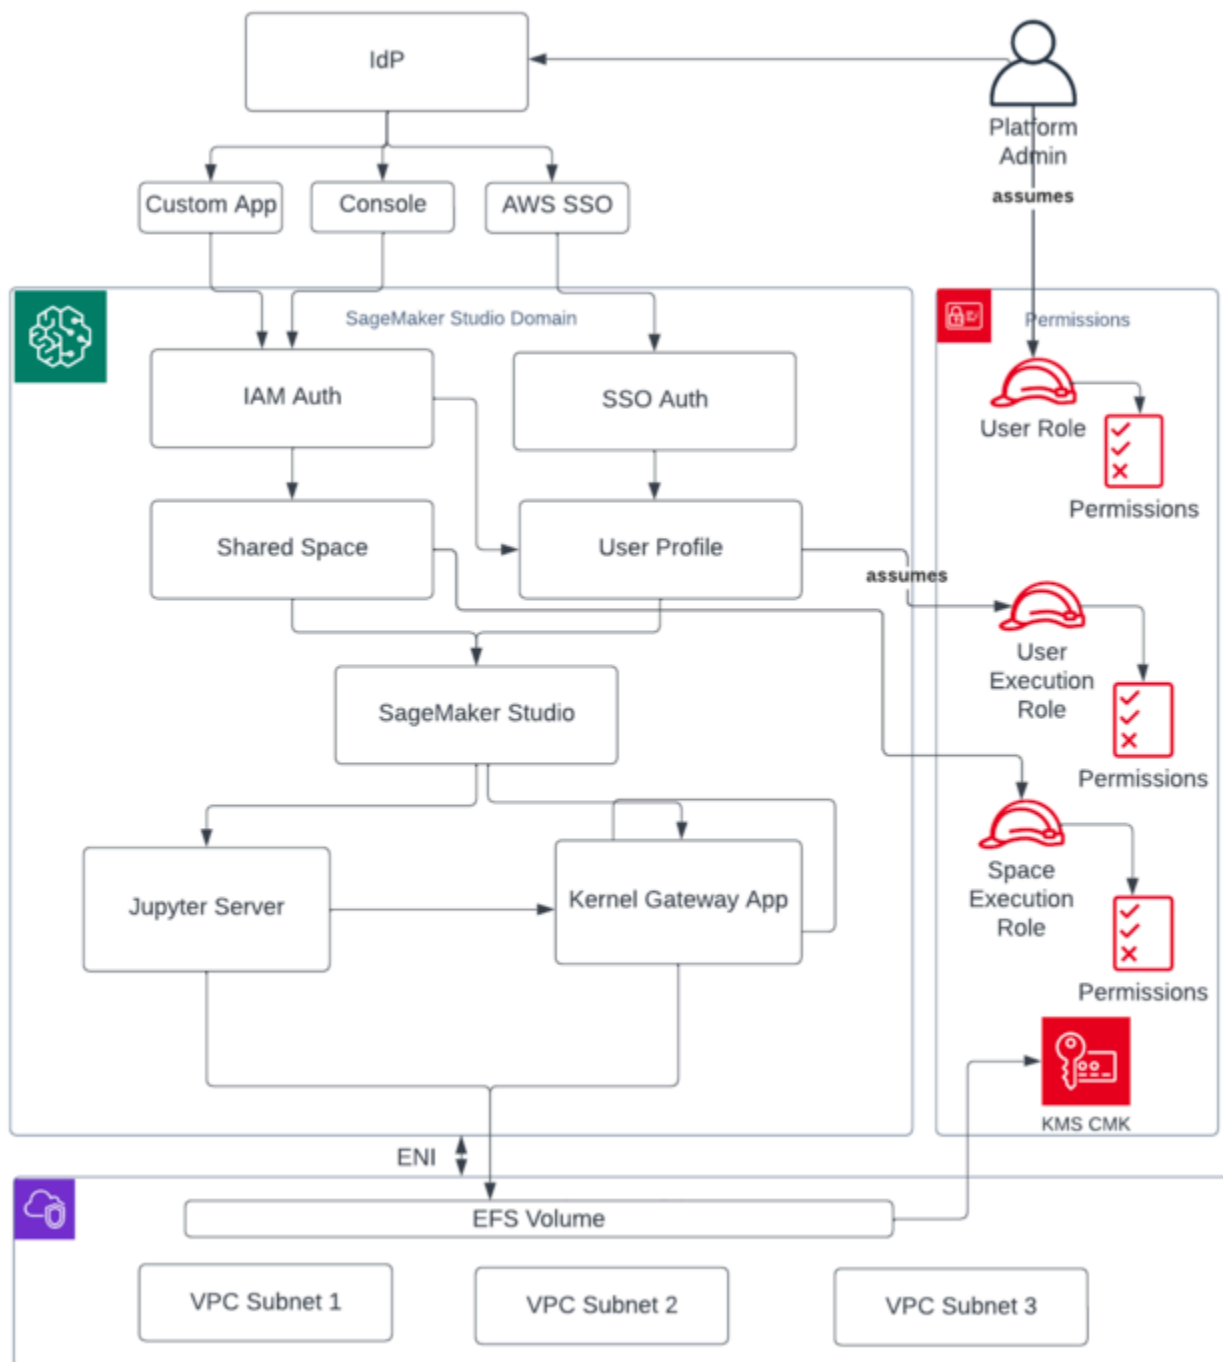 IdP
Platform
Admin
assumes
Custom App
Console
AWS SSO
SageMaker Studio Domain
Permissions
IAM Auth
SSO Auth
User Role
Permissions
Shared Space
User Profile
assumes
User
Execution
Role
Permissions
SageMaker Studio
Jupyter Server
Kernel Gateway App
Space
Execution
Role
Permissions
KMS CMK
ENI
EFS Volume
VPC Subnet 1
VPC Subnet 2
VPC Subnet 3